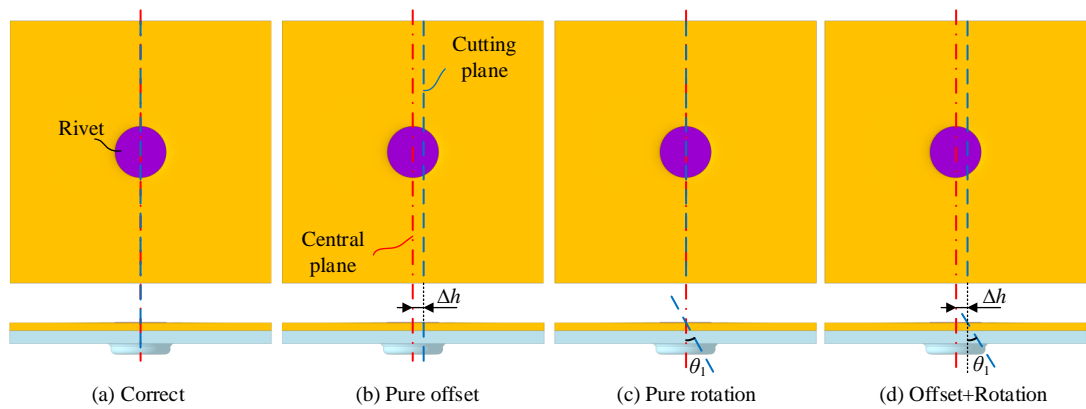 Rivet
Cutting
plane
Central
plane
Δh
Δh
θ1
θ1
(a) Correct
(b) Pure offset
(c) Pure rotation
(d) Offset+Rotation